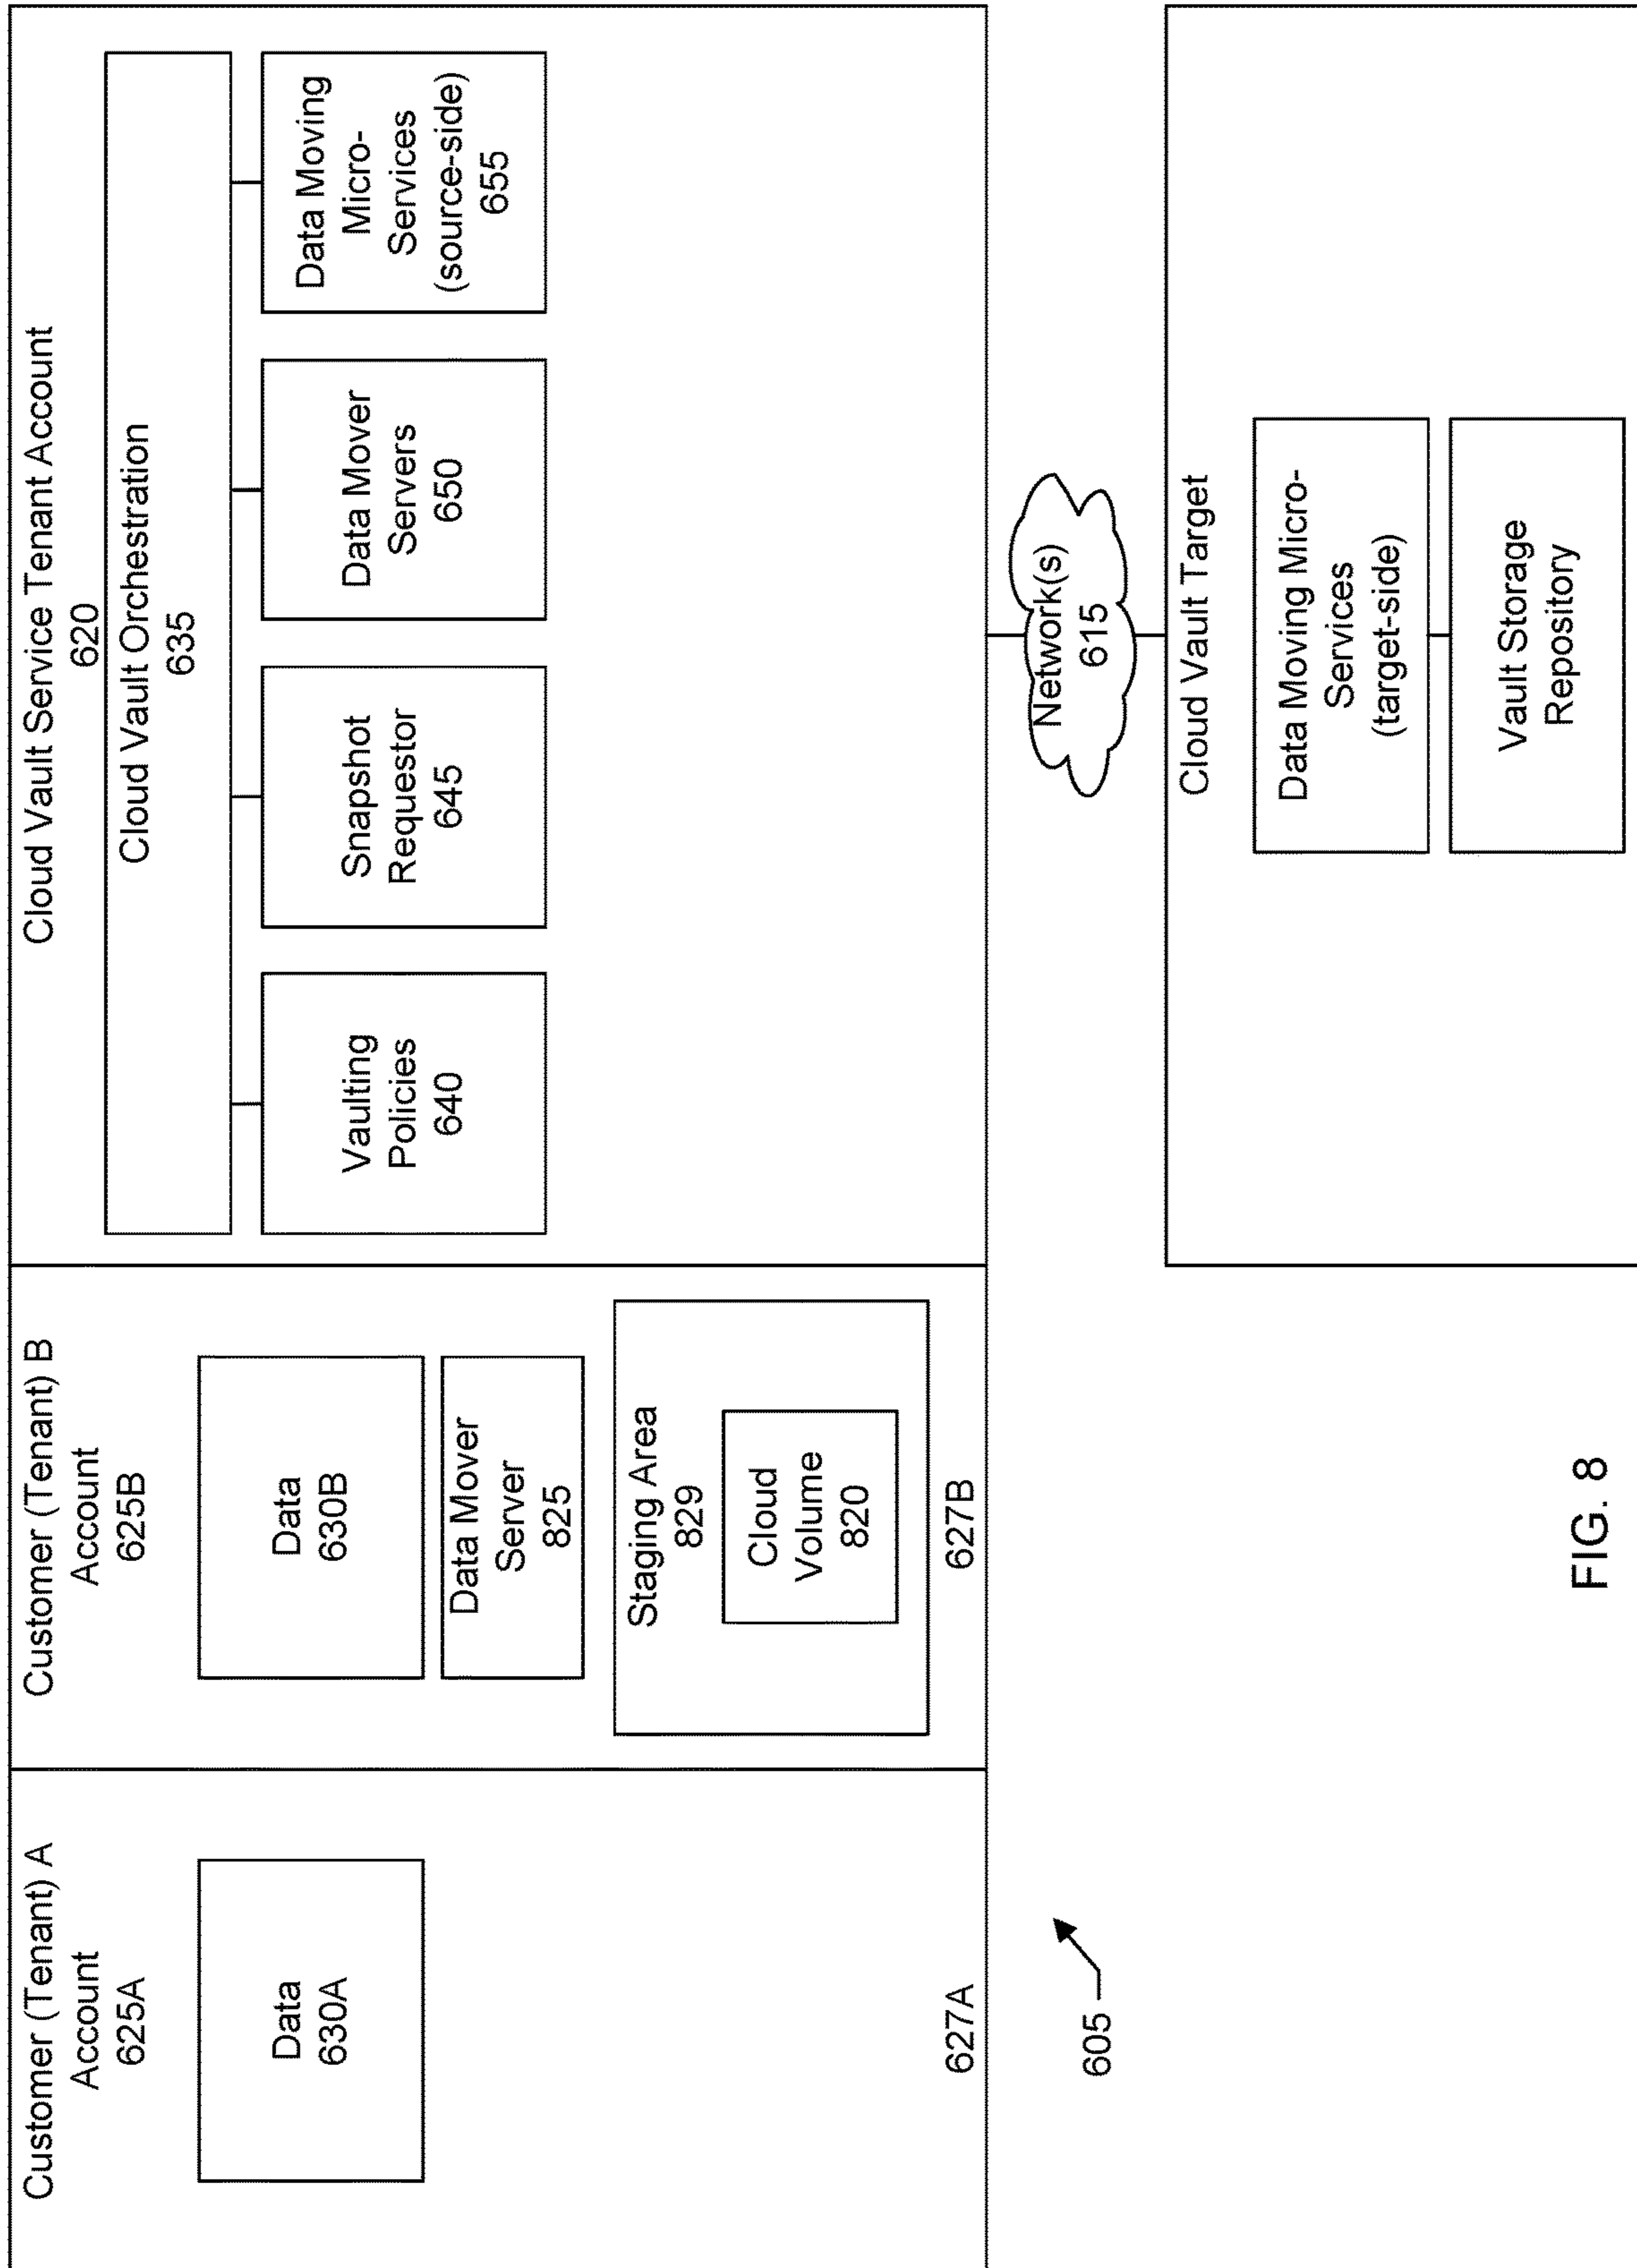 Customer (Tenant) A
Account
625A
Data
630A
627A
Customer (Tenant) B
Account
625B
Data
630B
Data Mover
Server
825
Staging Area
829
Cloud
Volume
820
627B
Cloud Vault Service Tenant Account
620
Cloud Vault Orchestration
635
Vaulting
Policies
640
Snapshot
Requestor
645
Data Mover
Servers
650
Data Moving
Micro-
Services
(source-side)
655
605
Network(s)
615
Cloud Vault Target
Data Moving Micro-
Services
(target-side)
Vault Storage
Repository
FIG. 8